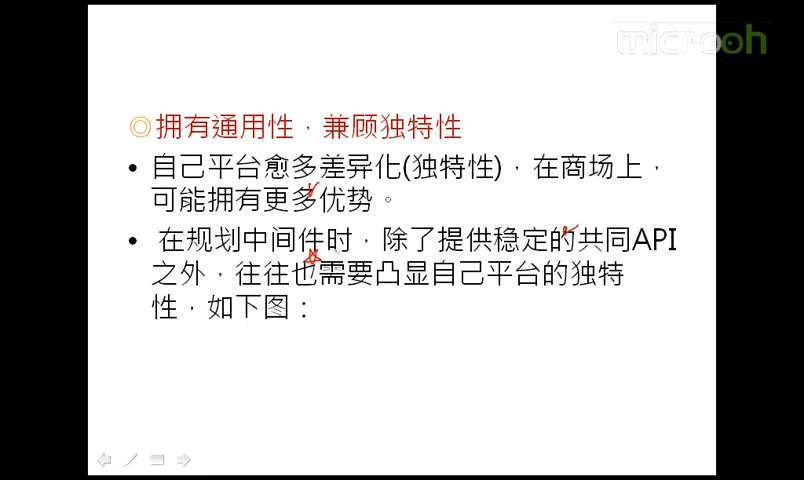 microoh
◎拥有通用性，兼顾独特性
• 自己平台愈多差异化(独特性)，在商场上，
可能拥有更多优势。
• 在规划中间件时，除了提供稳定的共同API
之外，往往也需要凸显自己平台的独特
性，如下图：